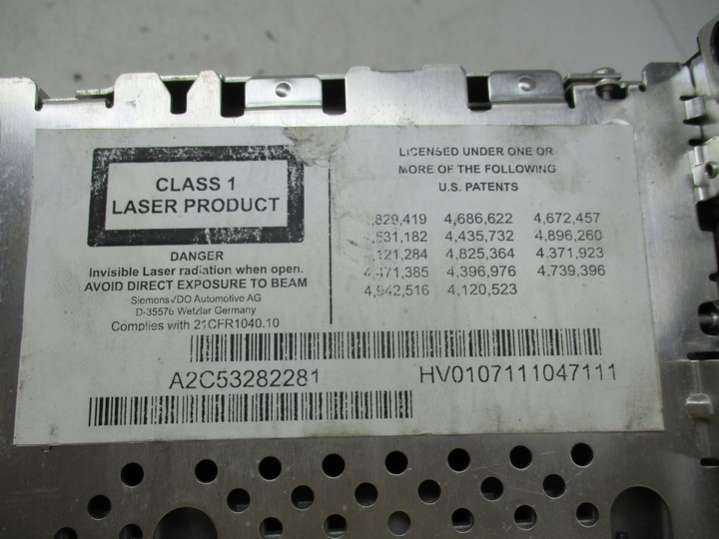 CLASS 1
LASER PRODUCT
DANGER
Invisible Laser radiation when open.
AVOID DIRECT EXPOSURE TO BEAM
Siemens VDO Automotive AG
D-35576 Wetzlar Germany
Complies with 21CFR1040.10
LICENSED UNDER ONE OR
MORE OF THE FOLLOWING
U.S. PATENTS
4,686,622 4,672,457
4,435,732 4,896,260
4,825,364 4,371,923
4,396,976 4,739,396
4,942,516 4,120,523
A2C53282281 HV0107111047111